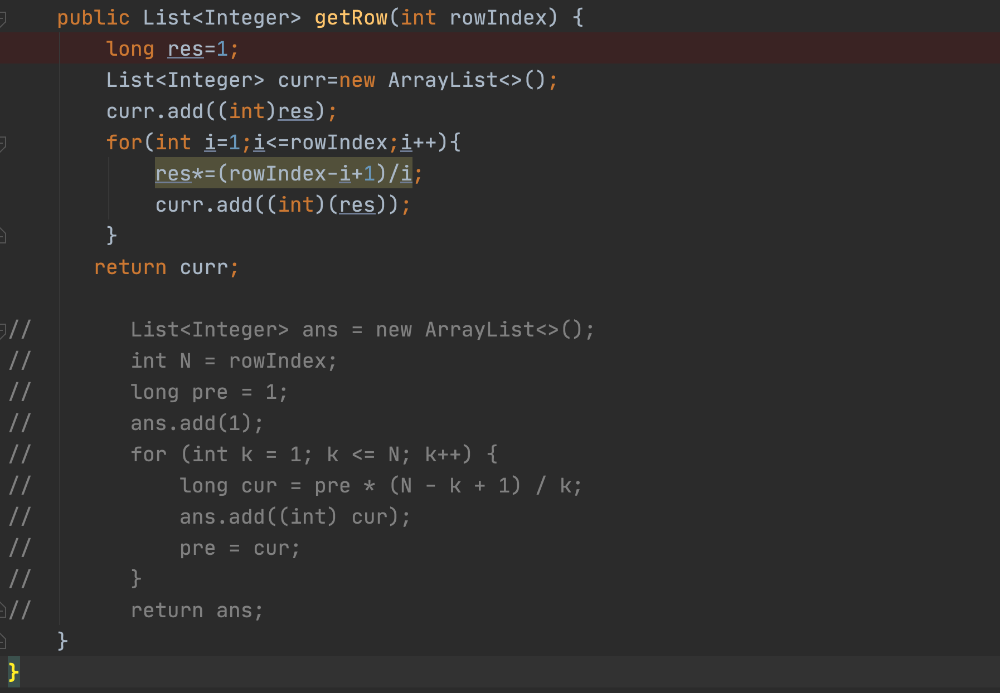 public List<Integer> getRow(int rowIndex) {
long res=1;
List<Integer> curr=new ArrayList<>();
curr.add((int)res);
for(int i=1;i<=rowIndex;i++){
res*=(rowIndex-i+1)/i;
curr.add((int)(res));
}
return curr;
// List<Integer> ans = new ArrayList<>();
// int N = rowIndex;
// long pre = 1;
// ans.add(1);
// for (int k = 1; k <= N; k++) {
// long cur = pre * (N - k + 1) / k;
// ans.add((int) cur);
// pre = cur;
// }
// return ans;
}
}